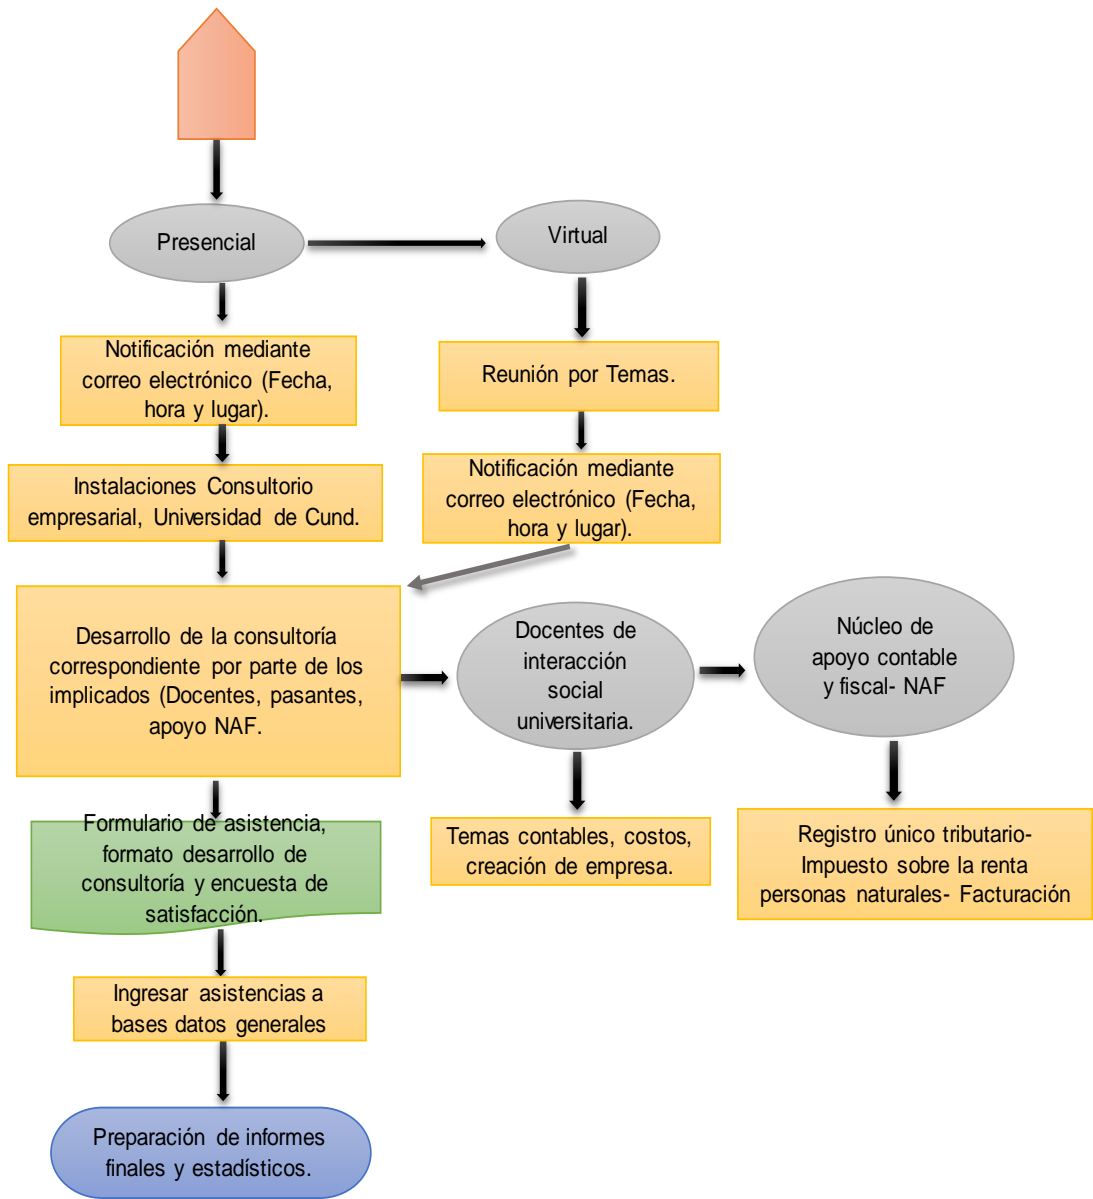 Presencial
Virtual
Notificación mediante
correo electrónico (Fecha,
hora y lugar).
Reunión por Temas.
Instalaciones Consultorio
empresarial, Universidad de Cund.
Notificación mediante
correo electrónico (Fecha,
hora y lugar).
Desarrollo de la consultoría
correspondiente por parte de los
implicados (Docentes, pasantes,
apoyo NAF.
Docentes de
interacción
social
universitaria.
Núcleo de
apoyo contable
y fiscal- NAF
Formulario de asistencia,
formato desarrollo de
consultoría y encuesta de
satisfacción.
Temas contables, costos,
creación de empresa.
Registro único tributario-
Impuesto sobre la renta
personas naturales- Facturación
Ingresar asistencias a
bases datos generales
Preparación de informes
finales y estadísticos.